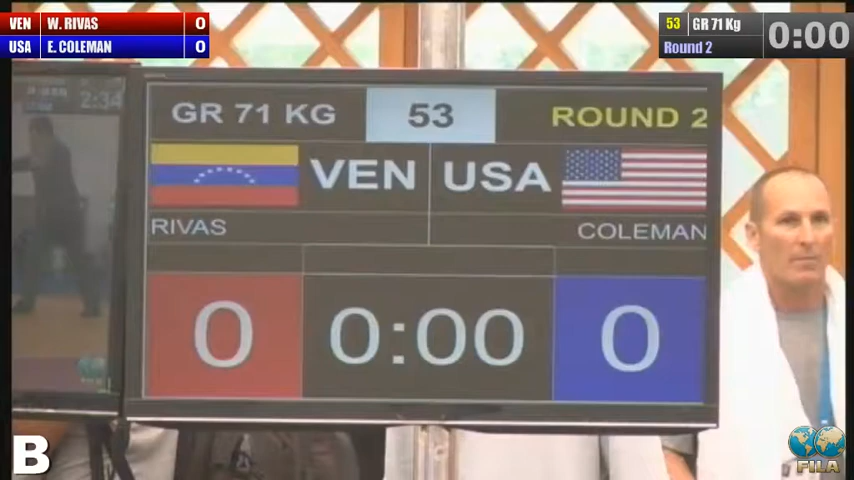 VEN W. RIVAS 0
USA E. COLEMAN 0
53 GR 71 Kg
Round 2
0:00
2:34
GR 71 KG 53 ROUND 2
VEN USA
RIVAS COLEMAN
0 0:00 0
B
FILA